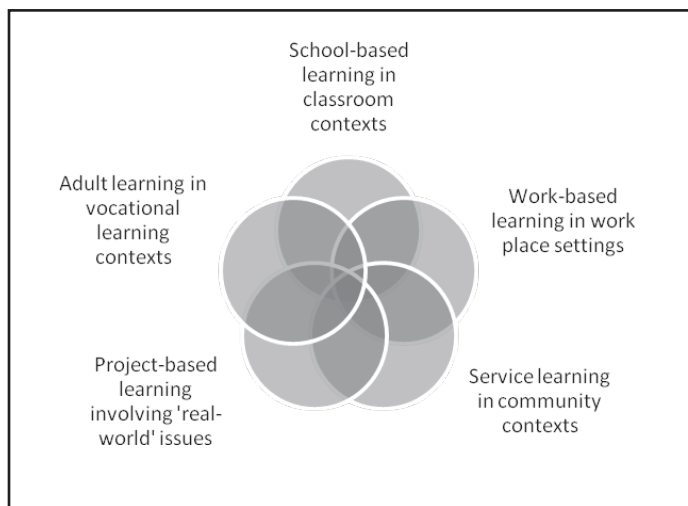 School-based
learning in
classroom
contexts
Adult learning in
vocational
learning
contexts
Work-based
learning in work
place settings
Project-based
learning
involving 'real-
world' issues
Service learning
in community
contexts